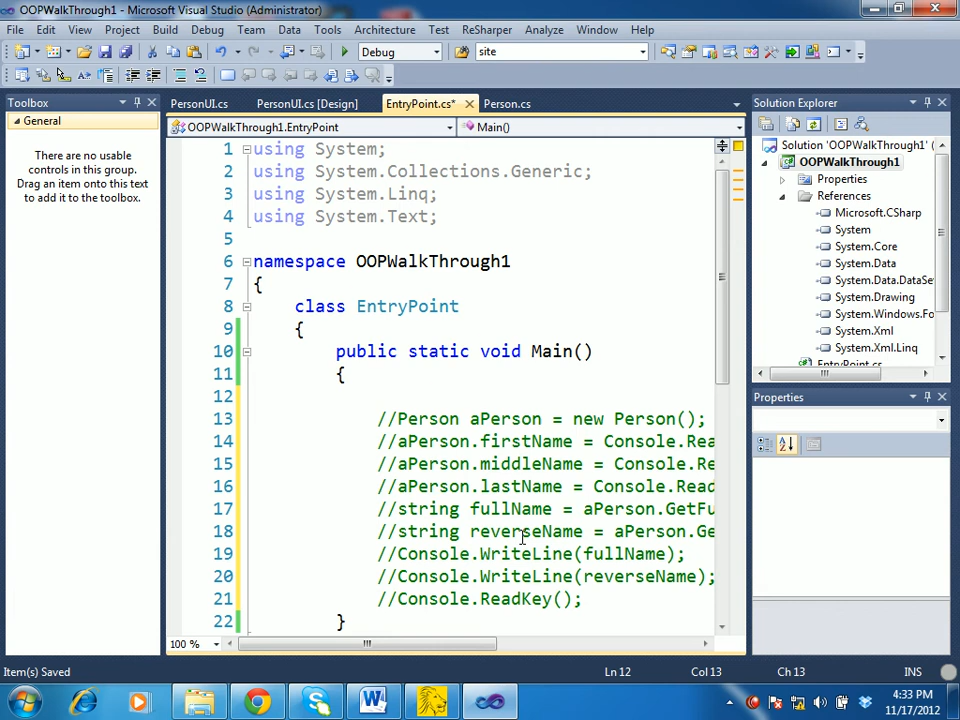 OOPWalkThrough1 - Microsoft Visual Studio (Administrator)
File Edit View Project Build Debug Team Data Tools Architecture Test ReSharper Analyze Window Help
Debug site
Toolbox
General
There are no usable
controls in this group.
Drag an item onto this text
to add it to the toolbox.
PersonUI.cs PersonUI.cs [Design] EntryPoint.cs* Person.cs
OOPWalkThrough1.EntryPoint Main()
1 using System;
2 using System.Collections.Generic;
3 using System.Linq;
4 using System.Text;
5
6 namespace OOPWalkThrough1
7 {
8 class EntryPoint
9 {
10 public static void Main()
11 {
12
13 //Person aPerson = new Person();
14 //aPerson.firstName = Console.Rea
15 //aPerson.middleName = Console.Re
16 //aPerson.lastName = Console.Read
17 //string fullName = aPerson.GetFu
18 //string reverseName = aPerson.Ge
19 //Console.WriteLine(fullName);
20 //Console.WriteLine(reverseName);
21 //Console.ReadKey();
22 }
100 %
Solution Explorer
Solution 'OOPWalkThrough1' (
OOPWalkThrough1
Properties
References
Microsoft.CSharp
System
System.Core
System.Data
System.Data.DataSe
System.Drawing
System.Windows.Fo
System.Xml
System.Xml.Linq
EntryPoint.cs
Properties
Item(s) Saved Ln 12 Col 13 Ch 13 INS
4:33 PM
11/17/2012